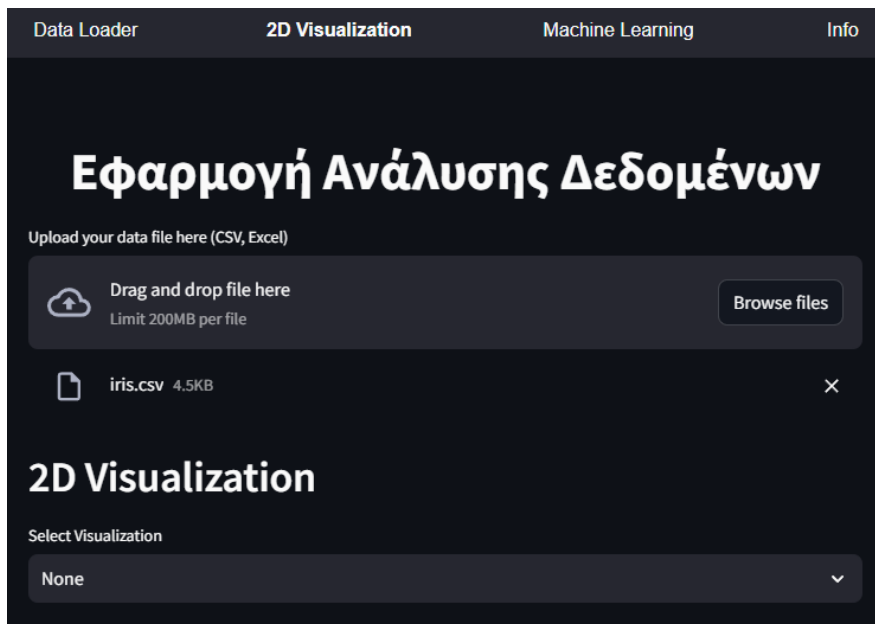 Data Loader 2D Visualization Machine Learning Info
Εφαρμογή Ανάλυσης Δεδομένων
Upload your data file here (CSV, Excel)
Drag and drop file here
Limit 200MB per file
Browse files
iris.csv 4.5KB
2D Visualization
Select Visualization
None